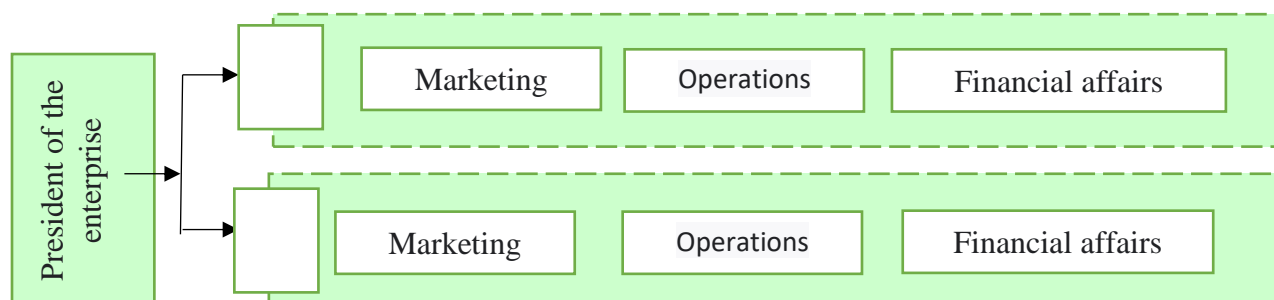 President of the
enterprise
Marketing
Operations
Financial affairs
Marketing
Operations
Financial affairs